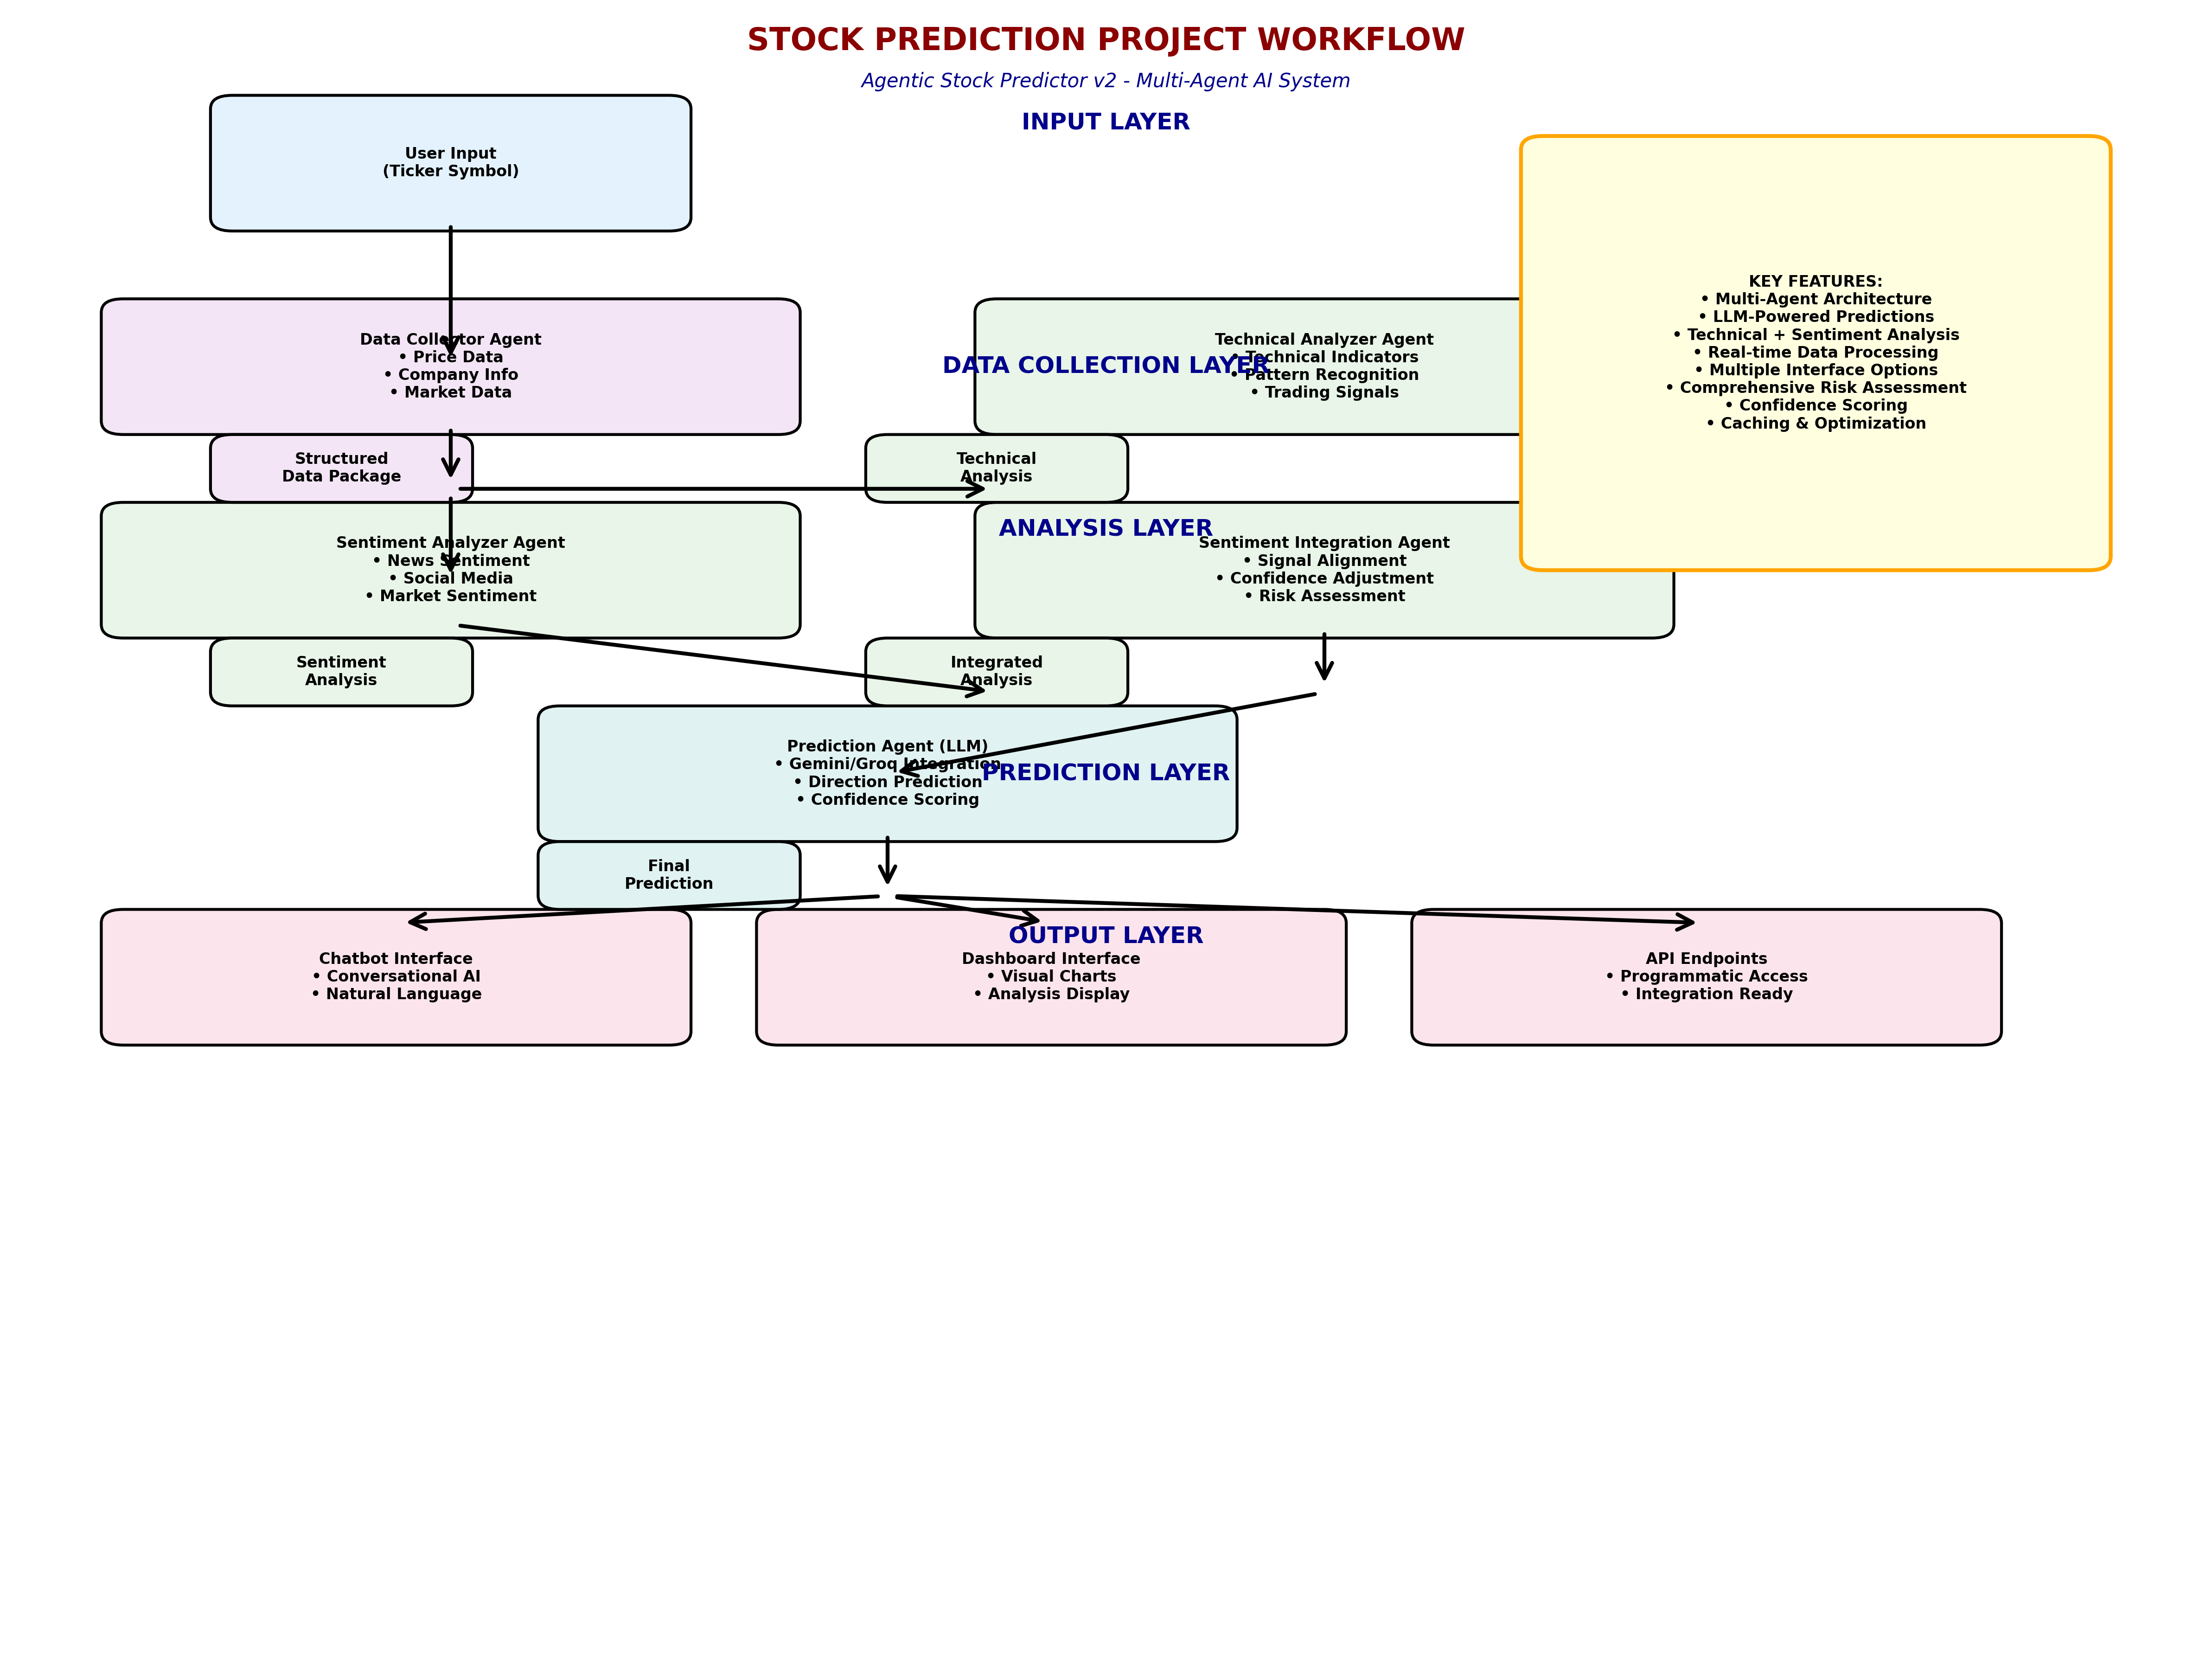 STOCK PREDICTION PROJECT WORKFLOW
Agentic Stock Predictor v2 - Multi-Agent AI System
INPUT LAYER
User Input
(Ticker Symbol)
KEY FEATURES:
• Multi-Agent Architecture
• LLM-Powered Predictions
• Technical + Sentiment Analysis
• Real-time Data Processing
• Multiple Interface Options
• Comprehensive Risk Assessment
• Confidence Scoring
• Caching & Optimization
Data Collector Agent
• Price Data
• Company Info
• Market Data
DATA COLLECTION LAYER
Technical Analyzer Agent
• Technical Indicators
• Pattern Recognition
• Trading Signals
Structured
Data Package
Technical
Analysis
ANALYSIS LAYER
Sentiment Analyzer Agent
• News Sentiment
• Social Media
• Market Sentiment
Sentiment Integration Agent
• Signal Alignment
• Confidence Adjustment
• Risk Assessment
Sentiment
Analysis
Integrated
Analysis
Prediction Agent (LLM)
• Gemini/Groq Integration
• Direction Prediction
• Confidence Scoring
PREDICTION LAYER
Final
Prediction
OUTPUT LAYER
Chatbot Interface
• Conversational AI
• Natural Language
Dashboard Interface
• Visual Charts
• Analysis Display
API Endpoints
• Programmatic Access
• Integration Ready